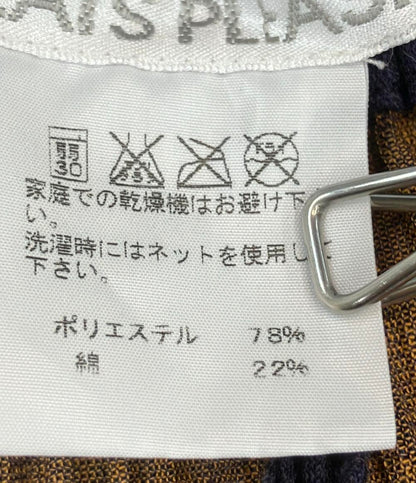 PLEAS
弱
30
家庭での乾燥機はお避け下
い。
洗濯時にはネットを使用して
下さい。
ポリエステル 78%
綿 22%